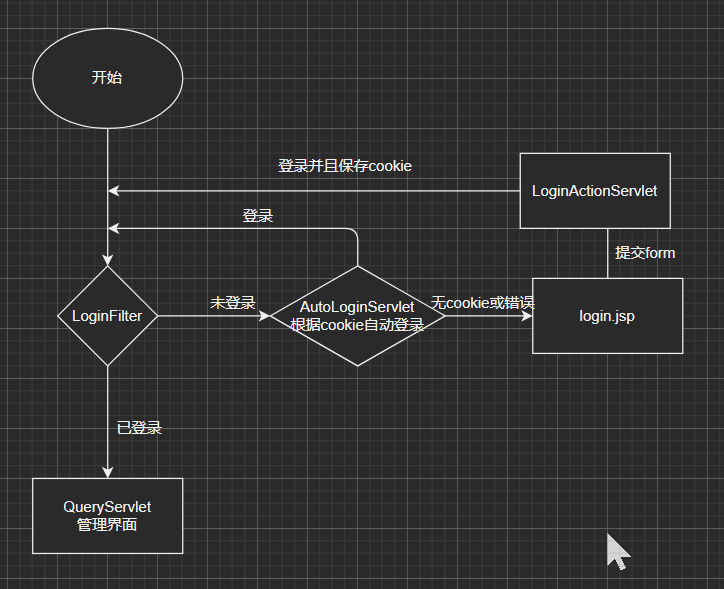 开始
登录并且保存cookie
LoginActionServlet
登录
提交form
LoginFilter
未登录
AutoLoginServlet
根据cookie自动登录
无cookie或错误
login.jsp
已登录
QueryServlet
管理界面